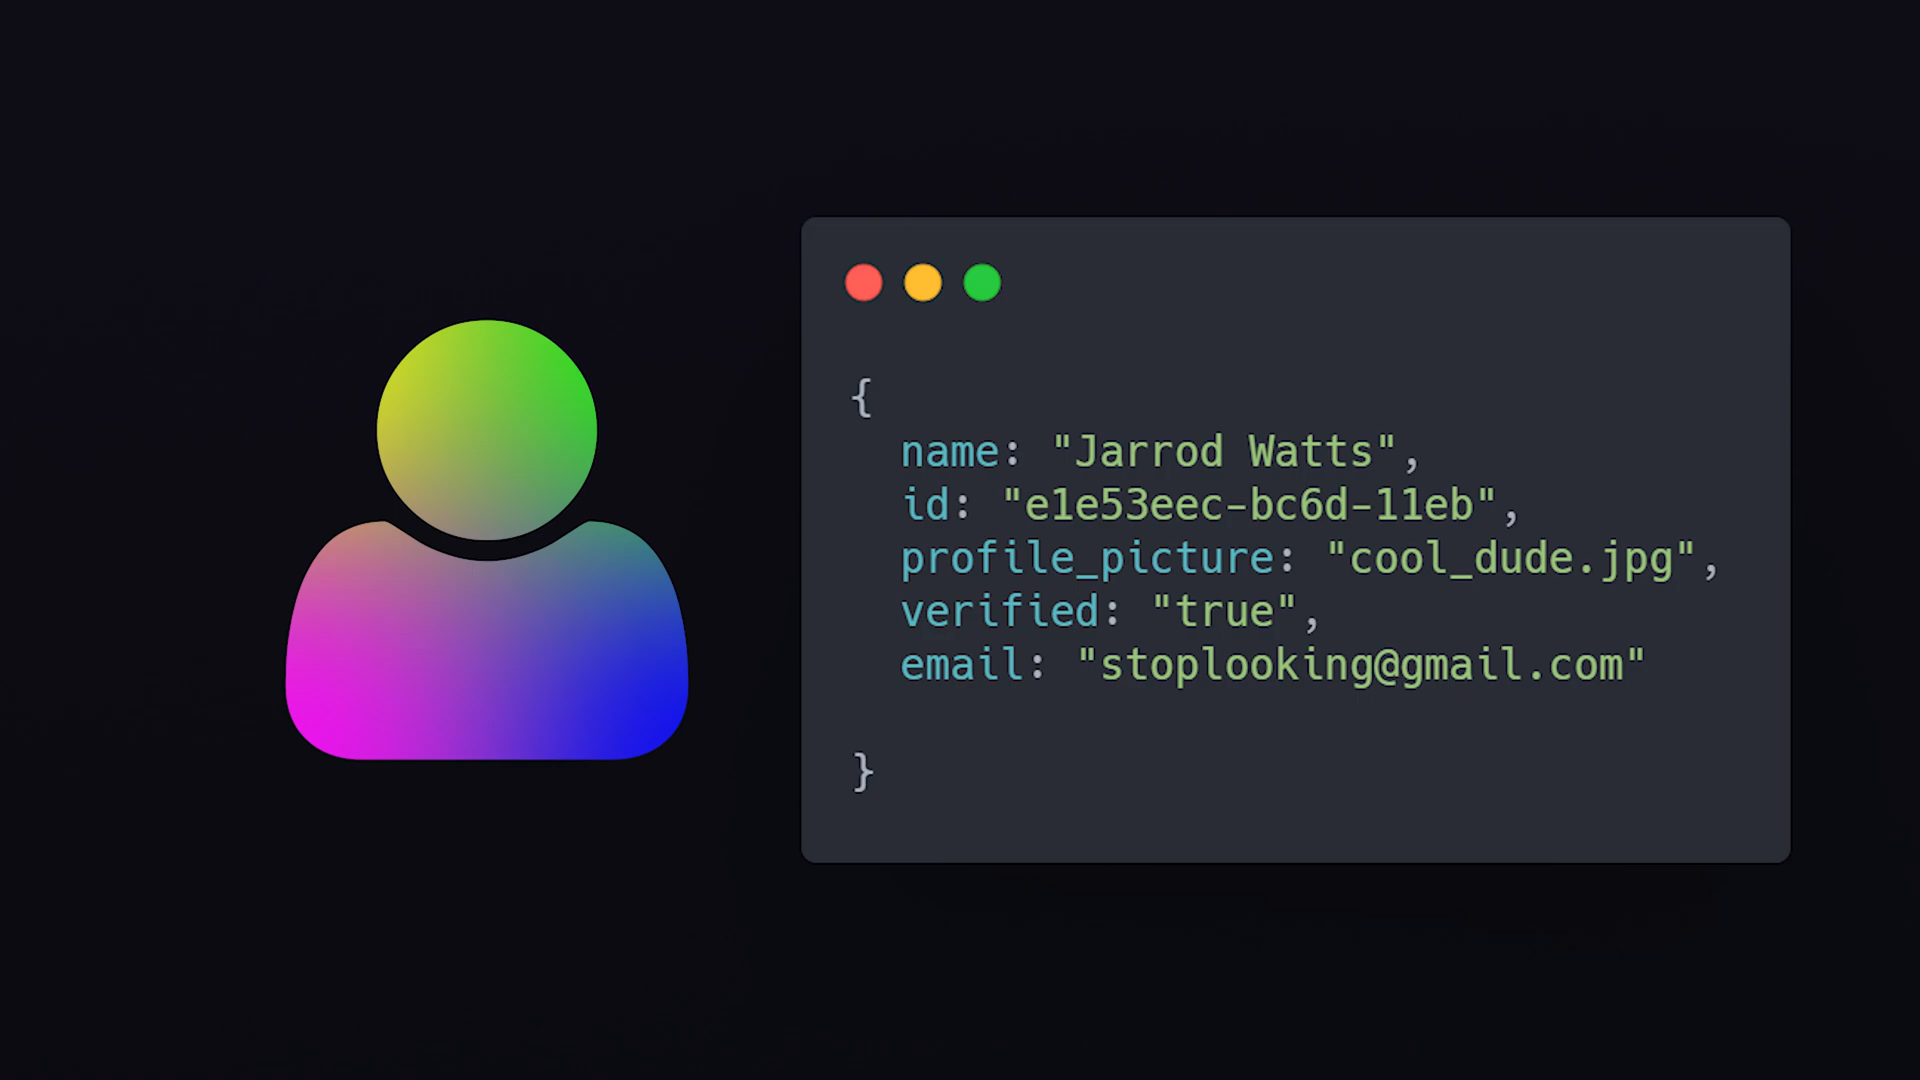 {
name: "Jarrod Watts",
id: "e1e53eec-bc6d-11eb",
profile_picture: "cool_dude.jpg",
verified: "true",
email: "stoplooking@gmail.com"
}